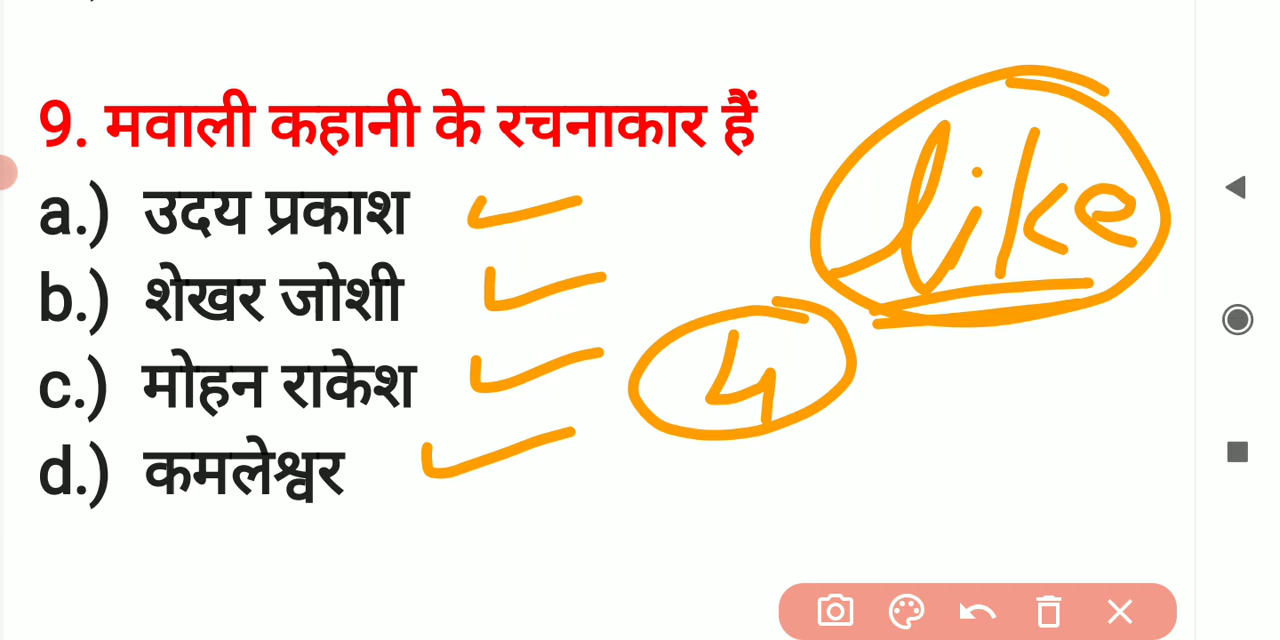 9. मवाली कहानी के रचनाकार हैं
a.) उदय प्रकाश
b.) शेखर जोशी
c.) मोहन राकेश
d.) कमलेश्वर
like
4